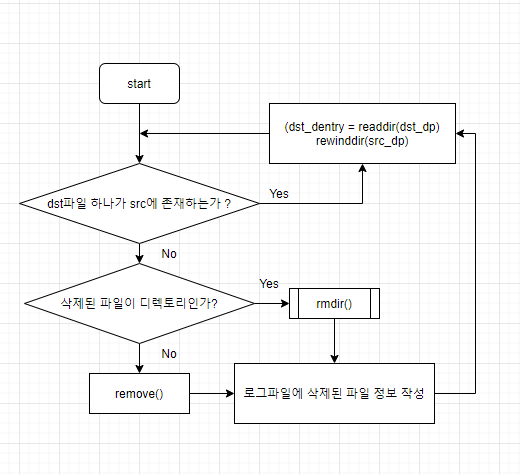 start
(dst_dentry = readdir(dst_dp)
rewinddir(src_dp)
dst파일 하나가 src에 존재하는가 ?
Yes
No
삭제된 파일이 디렉토리인가?
Yes
rmdir()
No
remove()
로그파일에 삭제된 파일 정보 작성